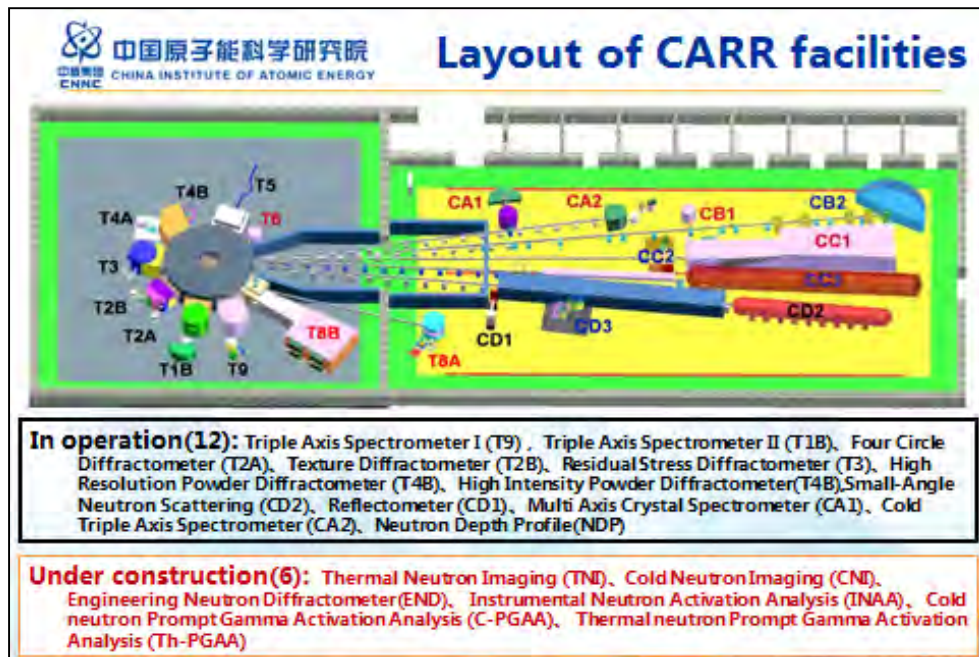 中国原子能科学研究院
中核集团
CNNC
CHINA INSTITUTE OF ATOMIC ENERGY
Layout of CARR facilities
T5
T4B
T4A
T6
T3
T2B
T2A
T1B
T9
T8B
T8A
CA1
CA2
CB1
CB2
CC2
CC1
CC3
CD1
CD3
CD2
In operation(12): Triple Axis Spectrometer I (T9) 、Triple Axis Spectrometer II (T1B)、 Four Circle
Diffractometer (T2A)、 Texture Diffractometer (T2B)、 Residual Stress Diffractometer (T3)、 High
Resolution Powder Diffractometer (T4B)、 High Intensity Powder Diffractometer(T4B),Small-Angle
Neutron Scattering (CD2)、 Reflectometer (CD1)、 Multi Axis Crystal Spectrometer (CA1)、 Cold
Triple Axis Spectrometer (CA2)、 Neutron Depth Profile(NDP)
Under construction(6): Thermal Neutron Imaging (TNI)、Cold Neutron Imaging (CNI)、
Engineering Neutron Diffractometer(END)、 Instrumental Neutron Activation Analysis (INAA)、 Cold
neutron Prompt Gamma Activation Analysis (C-PGAA)、 Thermal neutron Prompt Gamma Activation
Analysis (Th-PGAA)